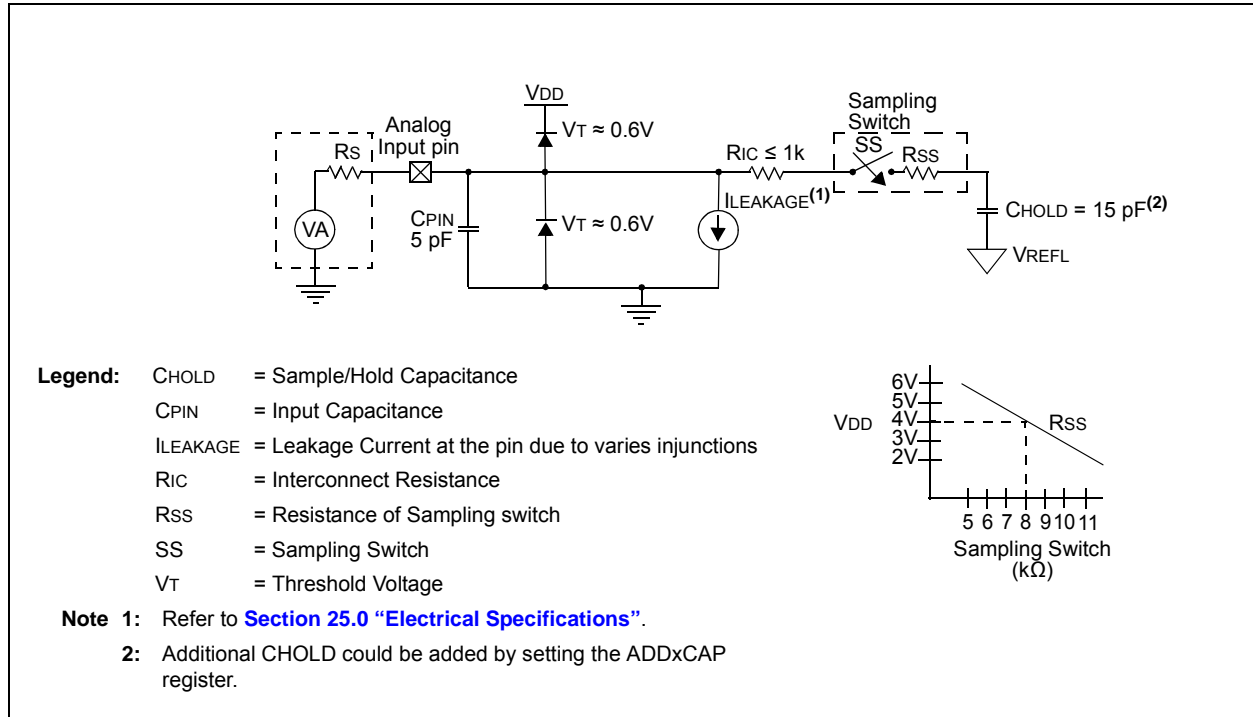 VDD
Sampling
Switch
Analog
Input pin
VT ≈ 0.6V
RS
RIC ≤ 1k
SS
RSS
ILEAKAGE(1)
CHOLD = 15 pF(2)
VA
CPIN
5 pF
VT ≈ 0.6V
VREFL
Legend: CHOLD = Sample/Hold Capacitance
CPIN = Input Capacitance
ILEAKAGE = Leakage Current at the pin due to varies injunctions
RIC = Interconnect Resistance
RSS = Resistance of Sampling switch
SS = Sampling Switch
VT = Threshold Voltage
6V
5V
4V
3V
2V
VDD
RSS
5 6 7 8 9 10 11
Sampling Switch
(kΩ)
Note 1: Refer to Section 25.0 “Electrical Specifications”.
2: Additional CHOLD could be added by setting the ADDxCAP
register.